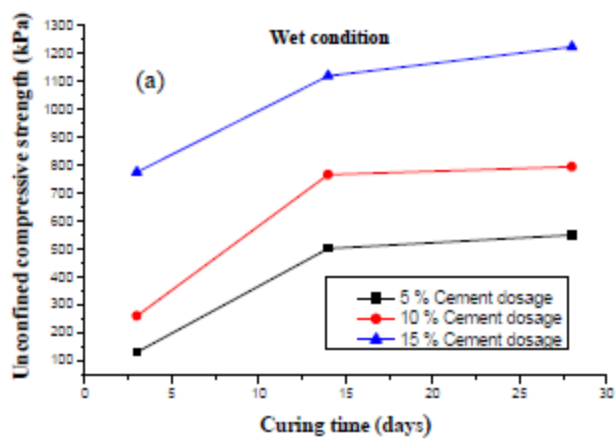 Wet condition
(a)
Unconfined compressive strength (kPa)
1300
1200
1100
1000
900
800
700
600
500
400
300
200
100
5 % Cement dosage
10 % Cement dosage
15 % Cement dosage
0 5 10 15 20 25 30
Curing time (days)